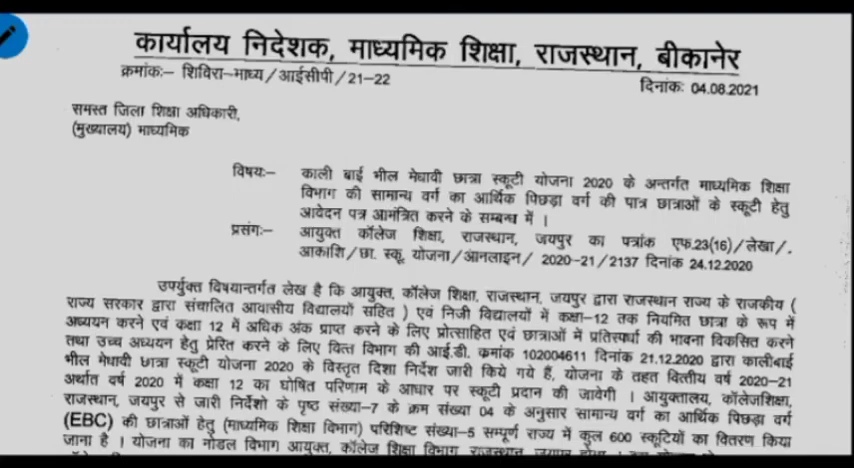 कार्यालय निदेशक, माध्यमिक शिक्षा, राजस्थान, बीकानेर
क्रमांकः– शिविरा–माध्य/आईसीपी/21–22
दिनांकः 04.08.2021
समस्त जिला शिक्षा अधिकारी,
(मुख्यालय) माध्यमिक
विषयः– काली बाई भील मेधावी छात्रा स्कूटी योजना 2020 के अन्तर्गत माध्यमिक शिक्षा
विभाग की सामान्य वर्ग का आर्थिक पिछड़ा वर्ग की पात्र छात्राओं के स्कूटी हेतु
आवेदन पत्र आमंत्रित करने के सम्बन्ध में ।
प्रसंगः– आयुक्त कॉलेज शिक्षा, राजस्थान, जयपुर का पत्रांक एफ.23(16)/लेखा/.
आकाशि/छा. स्कू. योजना/ऑनलाइन/ 2020–21/2137 दिनांक 24.12.2020
उपर्युक्त विषयान्तर्गत लेख है कि आयुक्त, कॉलेज शिक्षा, राजस्थान, जयपुर द्वारा राजस्थान राज्य के राजकीय (
राज्य सरकार द्वारा संचालित आवासीय विद्यालयों सहित ) एवं निजी विद्यालयों में कक्षा–12 तक नियमित छात्रा के रूप में
अध्ययन करने एवं कक्षा 12 में अधिक अंक प्राप्त करने के लिए प्रोत्साहित एवं छात्राओं में प्रतिस्पर्धा की भावना विकसित करने
तथा उच्च अध्ययन हेतु प्रेरित करने के लिए वित्त विभाग की आई.डी. क्रमांक 102004611 दिनांक 21.12.2020 द्वारा कालीबाई
भील मेधावी छात्रा स्कूटी योजना 2020 के विस्तृत दिशा निर्देश जारी किये गये हैं, योजना के तहत वित्तीय वर्ष 2020–21
अर्थात वर्ष 2020 में कक्षा 12 का घोषित परिणाम के आधार पर स्कूटी प्रदान की जावेगी । आयुक्तालय, कॉलेजशिक्षा,
राजस्थान, जयपुर से जारी निर्देशो के पृष्ठ संख्या–7 के क्रम संख्या 04 के अनुसार सामान्य वर्ग का आर्थिक पिछड़ा वर्ग
(EBC) की छात्राओं हेतु (माध्यमिक शिक्षा विभाग) परिशिष्ट संख्या–5 सम्पूर्ण राज्य में कुल 600 स्कूटियों का वितरण किया
जाना है । योजना का नोडल विभाग आयुक्त, कॉलेज शिक्षा विभाग राजस्थान जयपुर